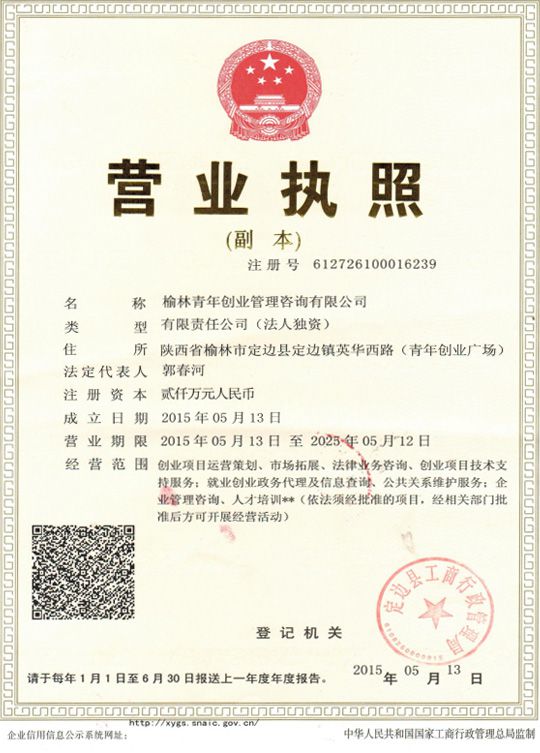 营业执照
(副 本)
注册号 612726100016239
名 称 榆林青年创业管理咨询有限公司
类 型 有限责任公司（法人独资）
住 所 陕西省榆林市定边县定边镇英华西路（青年创业广场）
法定代表人 郭春河
注册资本 贰仟万元人民币
成立日期 2015年05月13日
营业期限 2015年05月13日 至 2025年05月12日
经营范围 创业项目运营策划、市场拓展、法律业务咨询、创业项目技术支
持服务；就业创业政务代理及信息查询、公共关系维护服务；企
业管理咨询、人才培训**（依法须经批准的项目，经相关部门批
准后方可开展经营活动）
定边县工商行政管理局
登记机关
2015年05月13日
请于每年1月1日至6月30日报送上一年度年度报告。
http://xygs.snaic.gov.cn/
企业信用信息公示系统网址：
中华人民共和国国家工商行政管理总局监制